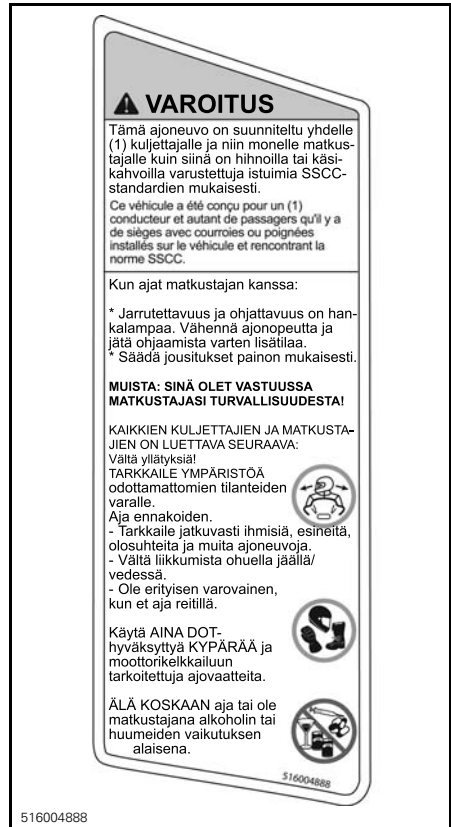 VAROITUS
Tämä ajoneuvo on suunniteltu yhdelle
(1) kuljettajalle ja niin monelle matkus-
tajalle kuin siinä on hihnoilla tai käsi-
kahvoilla varustettuja istuimia SSCC-
standardien mukaisesti.
Ce véhicule a été conçu pour un (1)
conducteur et autant de passagers qu'il y a
de sièges avec courroies ou poignées
installés sur le véhicule et rencontrant la
norme SSCC.
Kun ajat matkustajan kanssa:
* Jarrutettavuus ja ohjattavuus on han-
kalampaa. Vähennä ajonopeutta ja
jätä ohjaamista varten lisätilaa.
* Säädä jousitukset painon mukaisesti.
MUISTA: SINÄ OLET VASTUUSSA
MATKUSTAJASI TURVALLISUUDESTA!
KAIKKIEN KULJETTAJIEN JA MATKUSTA-
JIEN ON LUETTAVA SEURAAVA:
Vältä yllätyksiä!
TARKKAILE YMPÄRISTÖÄ
odottamattomien tilanteiden
varalle.
Aja ennakoiden.
- Tarkkaile jatkuvasti ihmisiä, esineitä,
olosuhteita ja muita ajoneuvoja.
- Vältä liikkumista ohuella jäällä/
vedessä.
- Ole erityisen varovainen,
kun et aja reitillä.
Käytä AINA DOT-
hyväksyttyä KYPÄRÄÄ ja
moottorikelkkailuun
tarkoitettuja ajovaatteita.
ÄLÄ KOSKAAN aja tai ole
matkustajana alkoholin tai
huumeiden vaikutuksen
alaisena.
516004888
516004888